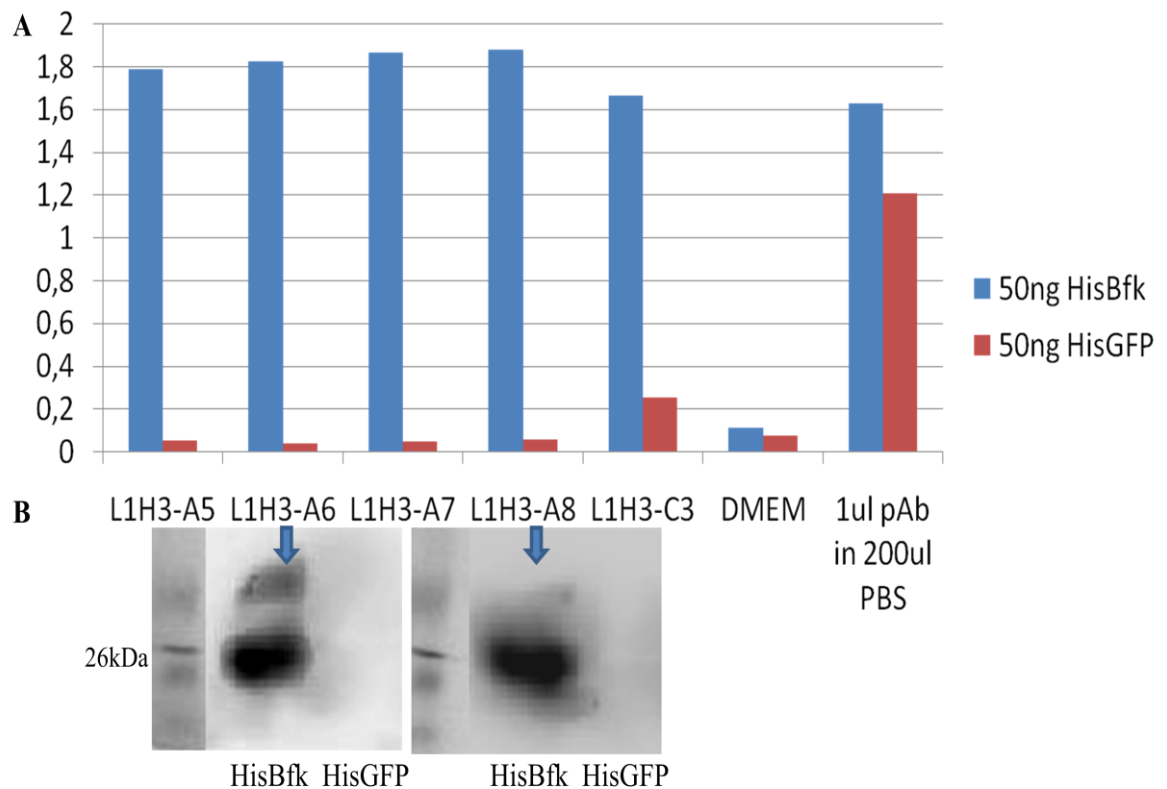 A
2
1,8
1,6
1,4
1,2
1
0,8
0,6
0,4
0,2
0
50ng HisBfk
50ng HisGFP
L1H3-A5 L1H3-A6 L1H3-A7 L1H3-A8 L1H3-C3 DMEM 1ul pAb
in 200ul
PBS
B
26kDa
HisBfk HisGFP HisBfk HisGFP